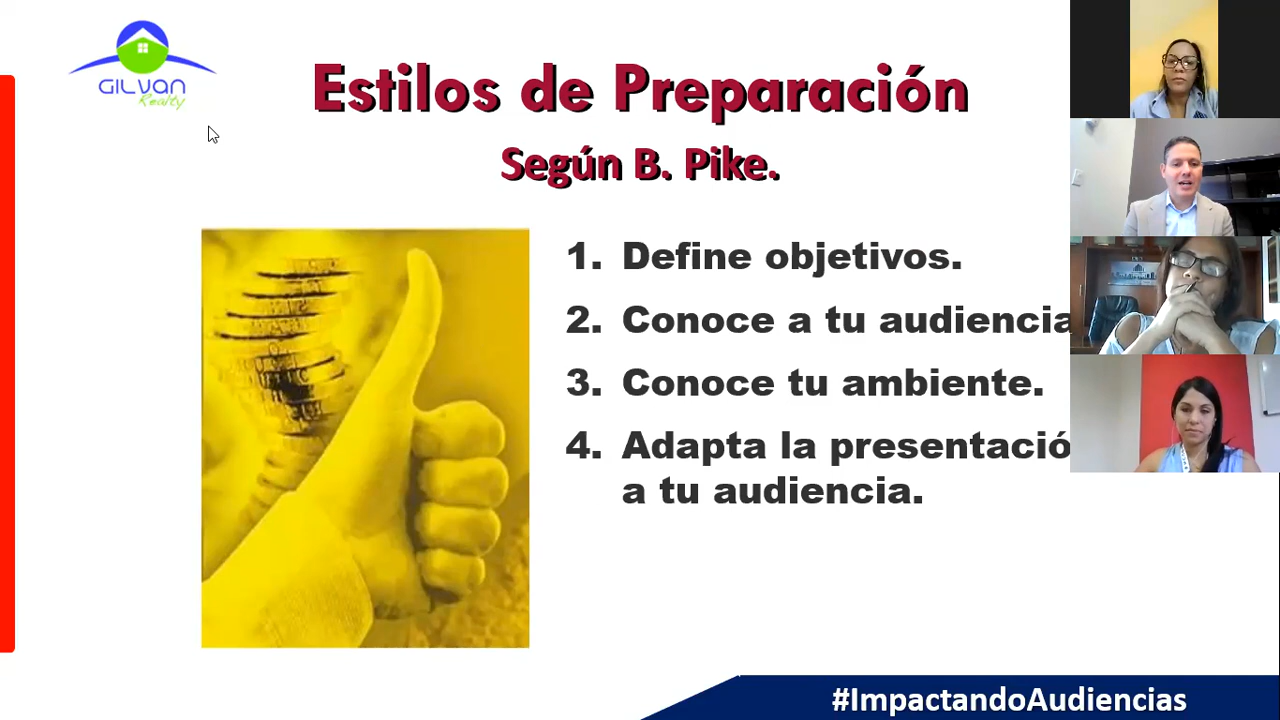 GILVAN
Realty
Estilos de Preparación
Según B. Pike.
1. Define objetivos.
2. Conoce a tu audiencia
3. Conoce tu ambiente.
4. Adapta la presentació
a tu audiencia.
#ImpactandoAudiencias